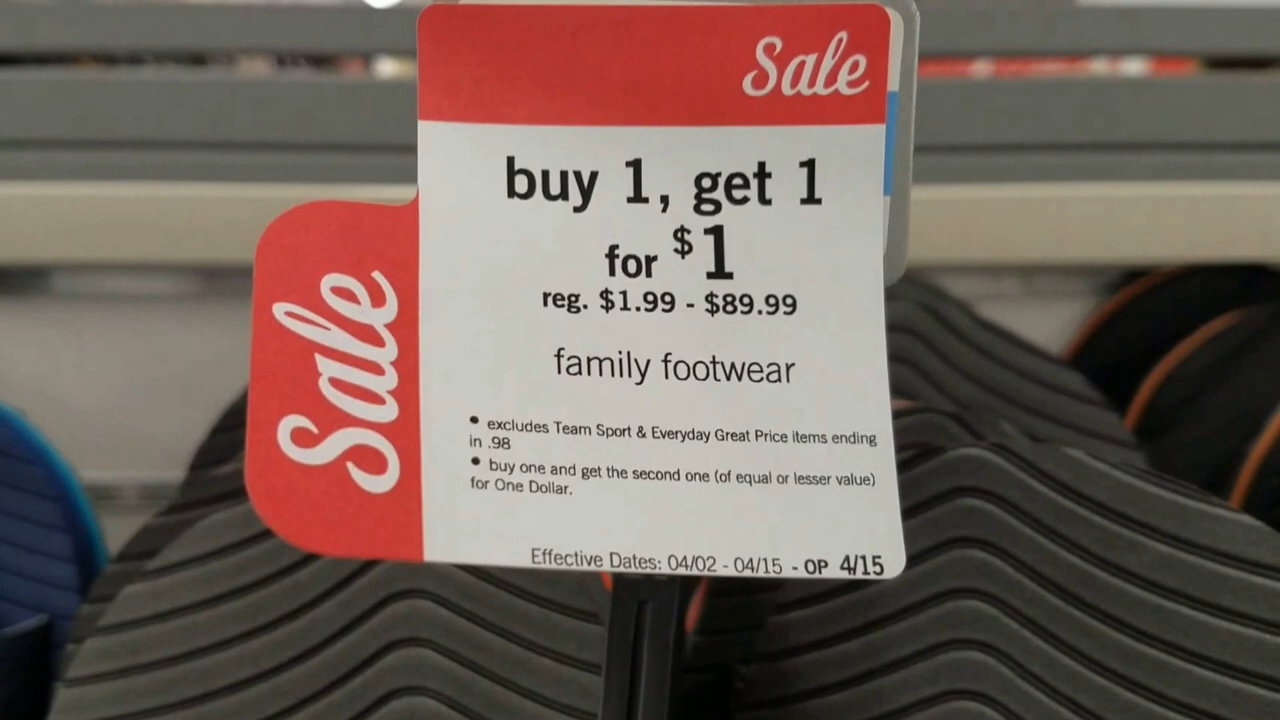 Sale
Sale
buy 1, get 1
for $1
reg. $1.99 - $89.99
family footwear
• excludes Team Sport & Everyday Great Price items ending
in .98
• buy one and get the second one (of equal or lesser value)
for One Dollar.
Effective Dates: 04/02 - 04/15 - OP 4/15